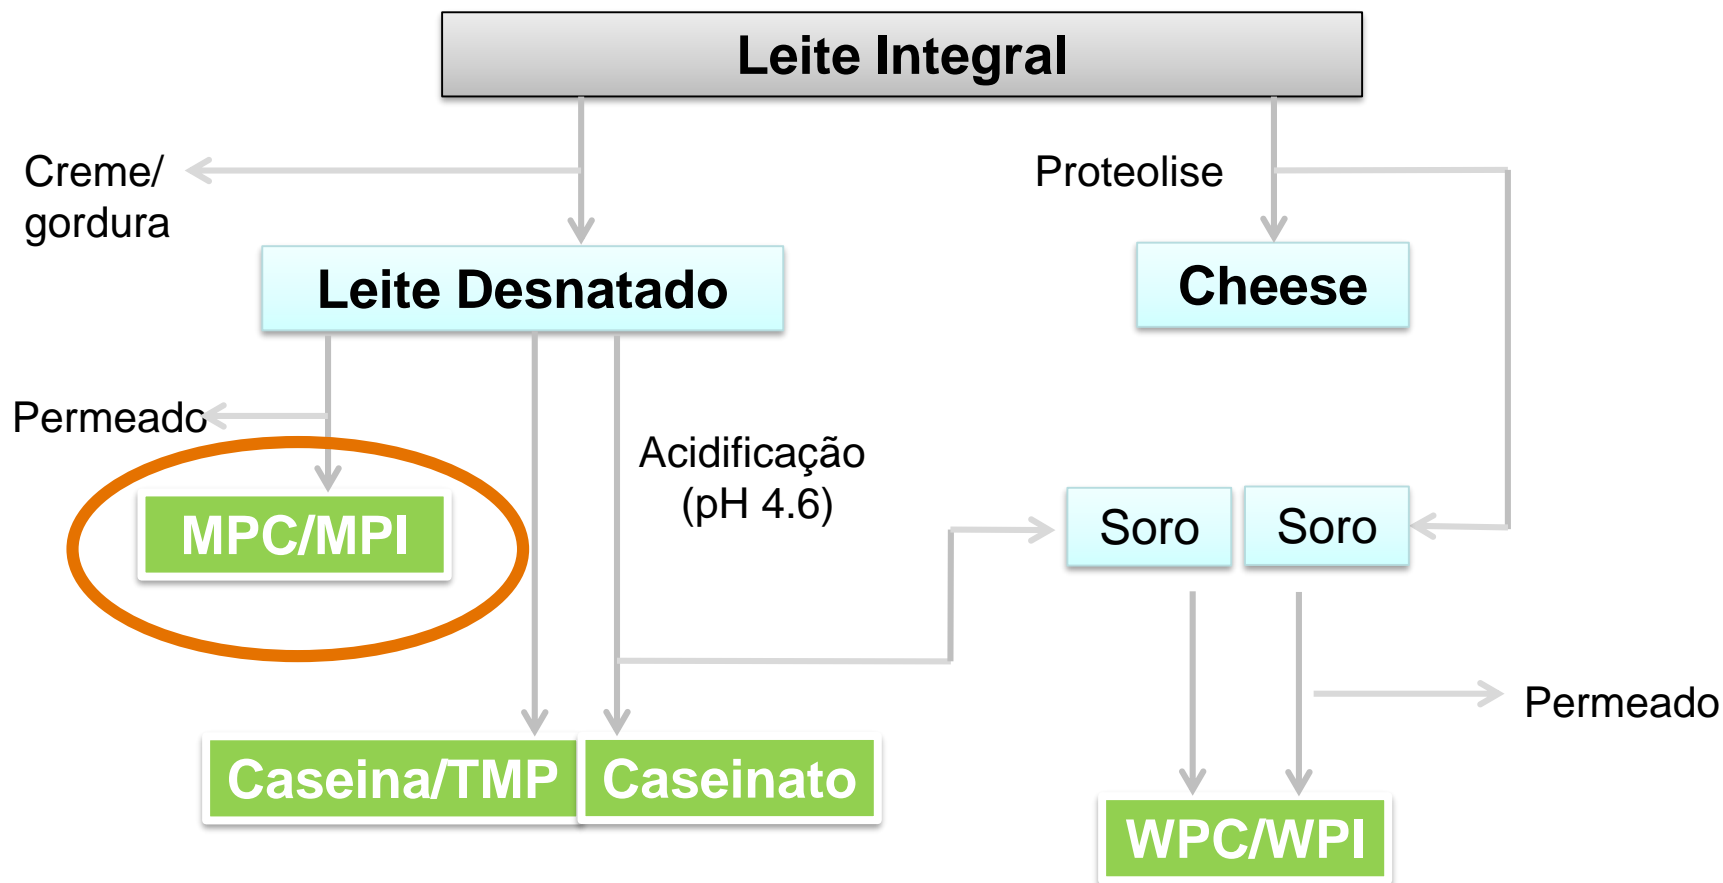 Leite Integral
Creme/
gordura
Proteolise
Leite Desnatado
Cheese
Permeado
Acidificação
(pH 4.6)
MPC/MPI
Soro
Soro
Permeado
Caseina/TMP
Caseinato
WPC/WPI